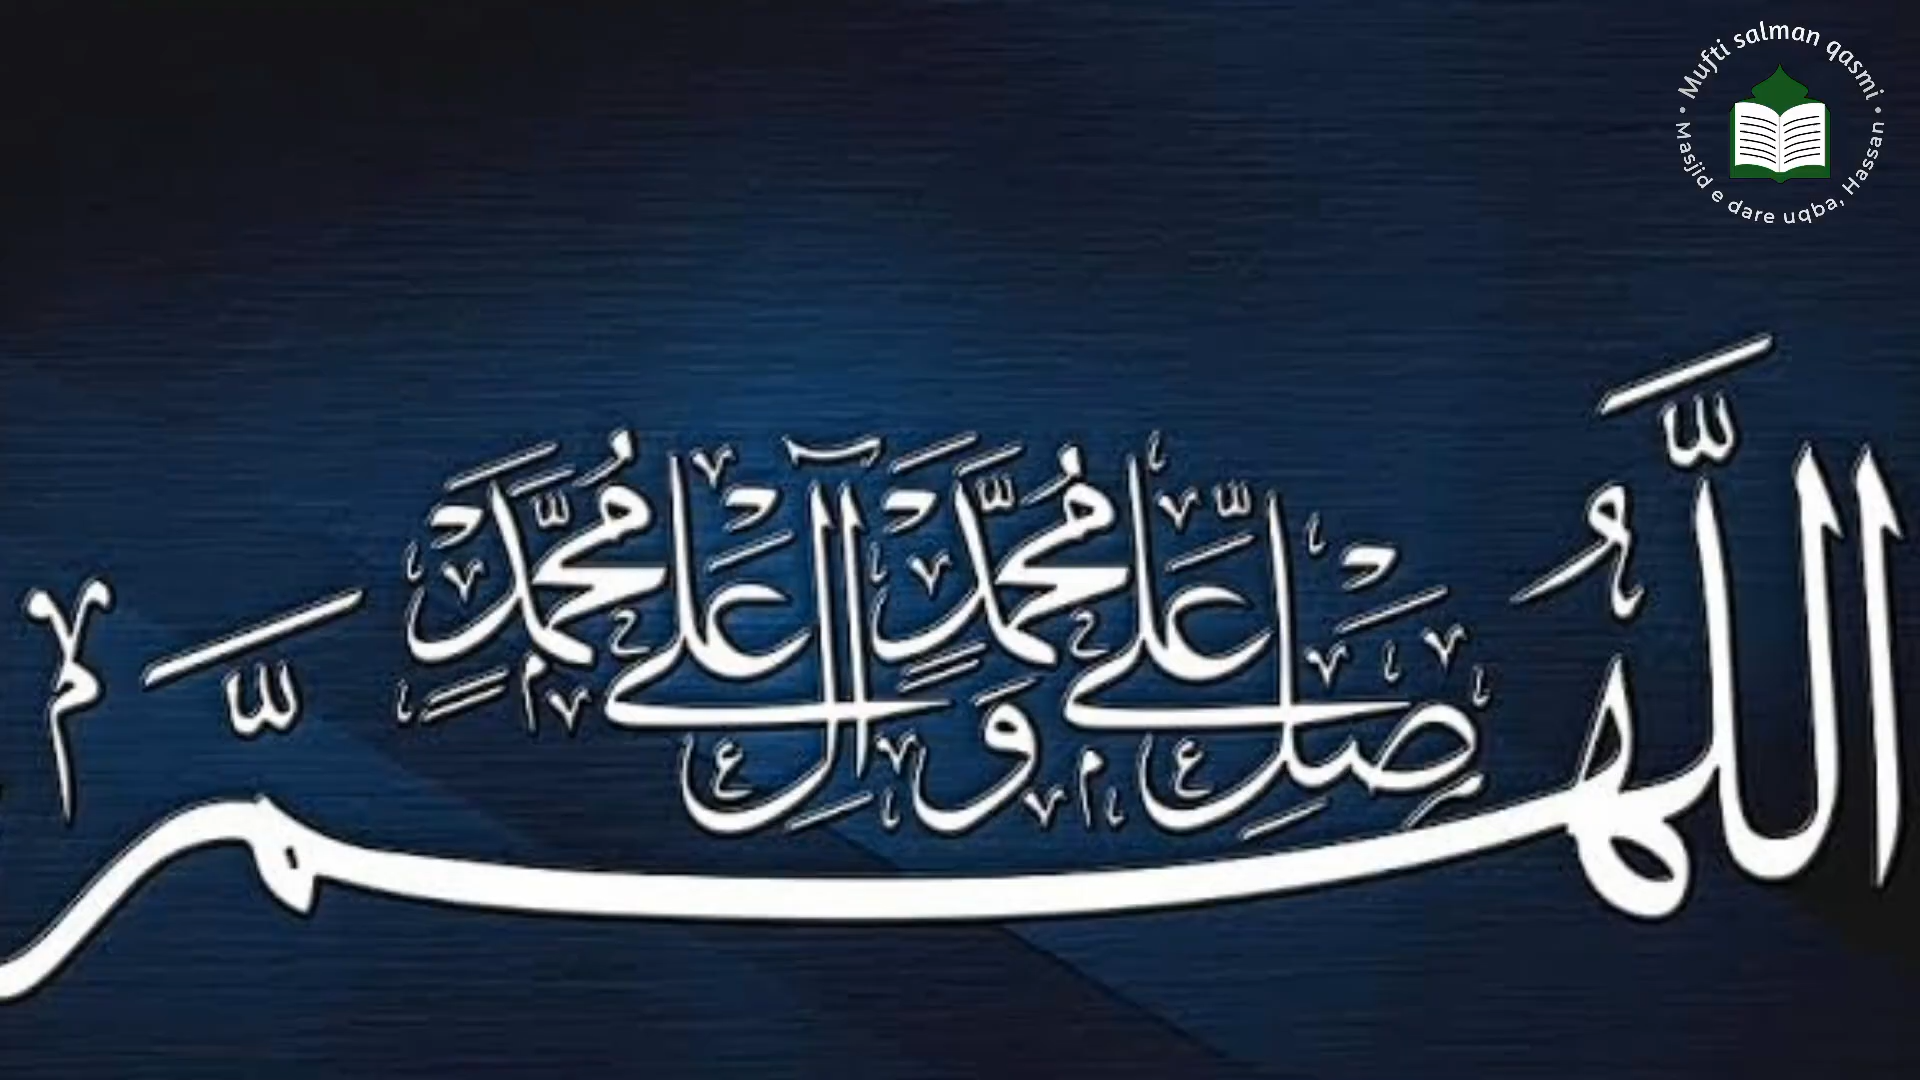 Mufti salman qasmi
Masjid e dare uqba, Hassan
اللَّهُمَّ صَلِّ عَلَى مُحَمَّدٍ وَعَلَى آلِ مُحَمَّدٍ